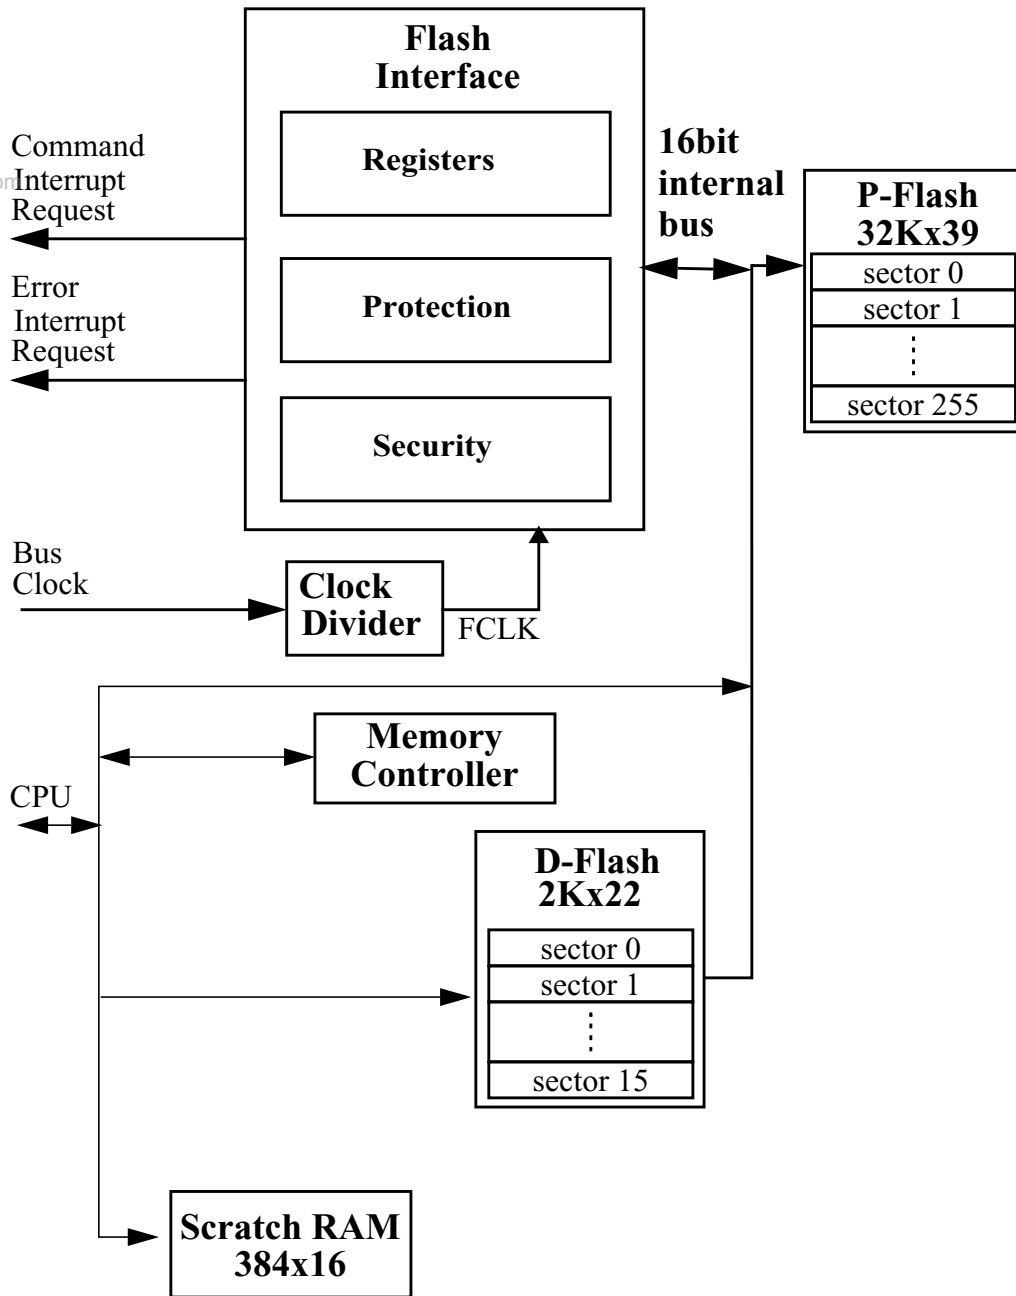 Flash
Interface
Registers
Protection
Security
Command
om
Interrupt
Request
Error
Interrupt
Request
16bit
internal
bus
P-Flash
32Kx39
sector 0
sector 1
sector 255
Bus
Clock
Clock
Divider
FCLK
Memory
Controller
CPU
D-Flash
2Kx22
sector 0
sector 1
sector 15
Scratch RAM
384x16